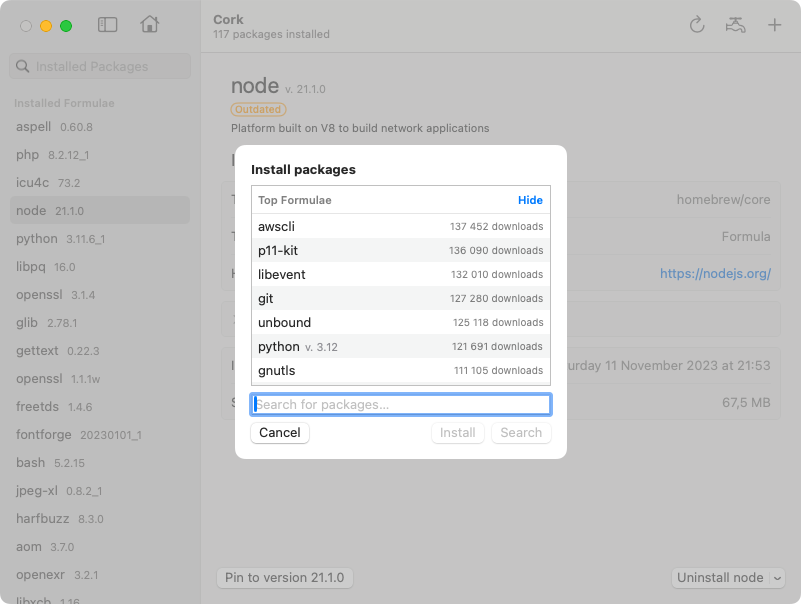 Cork
117 packages installed
Installed Packages
Installed Formulae
aspell 0.60.8
php 8.2.12_1
icu4c 73.2
node 21.1.0
python 3.11.6_1
libpq 16.0
openssl 3.1.4
glib 2.78.1
gettext 0.22.3
openssl 1.1.1w
freetds 1.4.6
fontforge 20230101_1
bash 5.2.15
jpeg-xl 0.8.2_1
harfbuzz 8.3.0
aom 3.7.0
openexr 3.2.1
libxcb 1.16
node v. 21.1.0
Outdated
Platform built on V8 to build network applications
homebrew/core
Formula
https://nodejs.org/
urday 11 November 2023 at 21:53
67,5 MB
Install packages
Top Formulae Hide
awscli 137 452 downloads
p11-kit 136 090 downloads
libevent 132 010 downloads
git 127 280 downloads
unbound 125 118 downloads
python v. 3.12 121 691 downloads
gnutls 111 105 downloads
Search for packages...
Cancel Install Search
Pin to version 21.1.0 Uninstall node